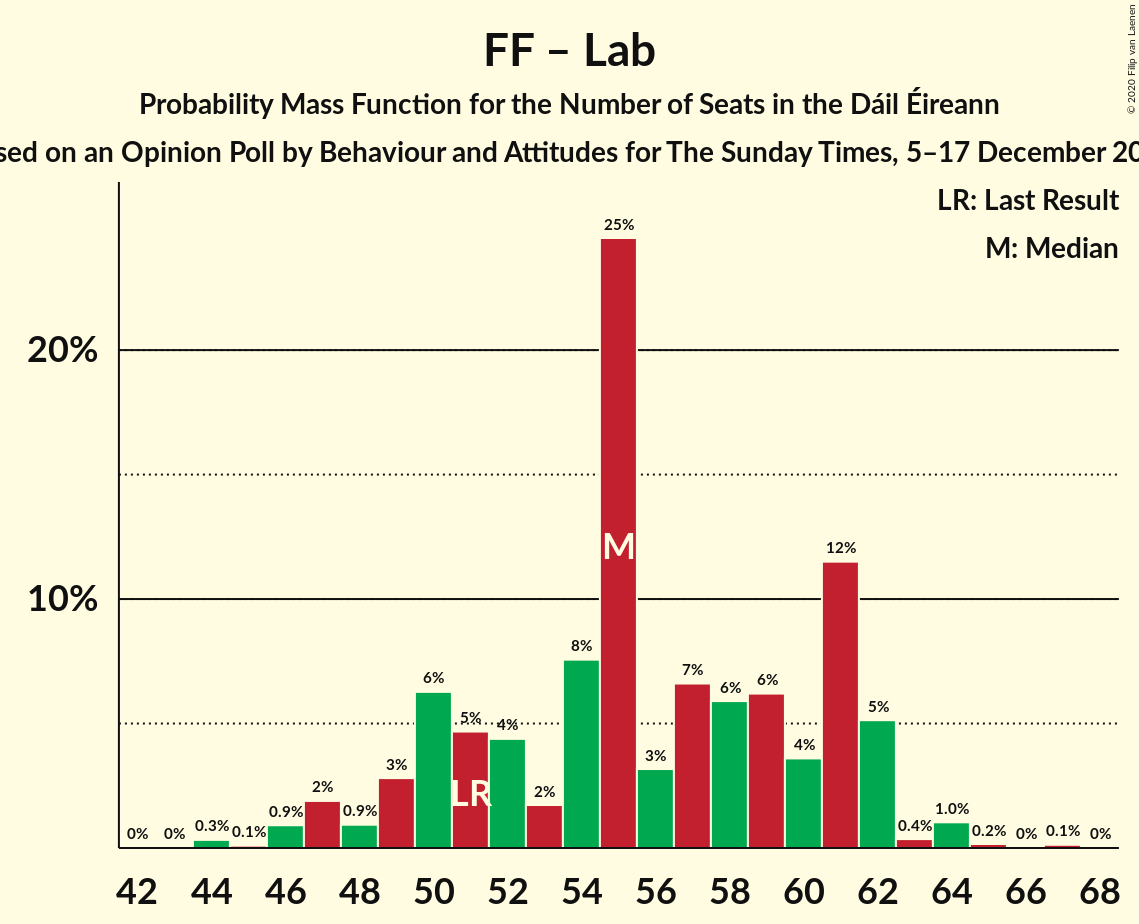 FF – Lab
Probability Mass Function for the Number of Seats in the Dáil Éireann
sed on an Opinion Poll by Behaviour and Attitudes for The Sunday Times, 5–17 December 20
© 2020 Filip van Laenen
LR: Last Result
M: Median
20%
10%
0% 0% 0.3% 0.1% 0.9% 2% 0.9% 3% 6% 5% 4% 2% 8% 25% 3% 7% 6% 6% 4% 12% 5% 0.4% 1.0% 0.2% 0% 0.1% 0%
M
LR
42 44 46 48 50 52 54 56 58 60 62 64 66 68